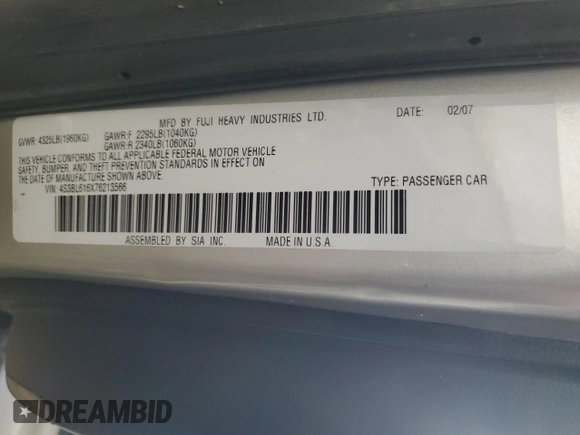 MFD BY FUJI HEAVY INDUSTRIES LTD. DATE: 02/07
GVWR: 4325LB(1960KG) GAWR:F 2295LB(1040KG)
GAWR:R 2340LB(1060KG)
THIS VEHICLE CONFORMS TO ALL APPLICABLE FEDERAL MOTOR VEHICLE
SAFETY, BUMPER, AND THEFT PREVENTION STANDARDS IN EFFECT ON
THE DATE OF MANUFACTURE SHOWN ABOVE.
VIN: 4S3BL616X76213566 TYPE: PASSENGER CAR
ASSEMBLED BY SIA INC. MADE IN U.S.A.
DREAMBID